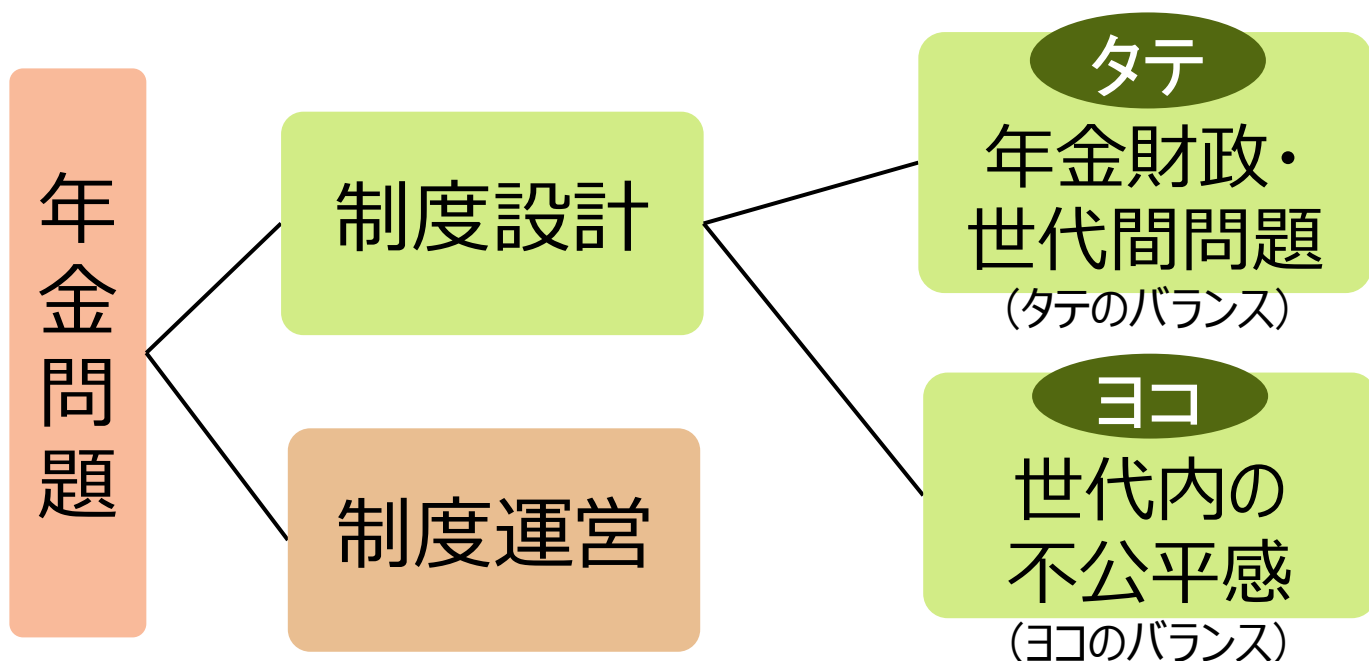 年金問題
制度設計
制度運営
タテ
年金財政・
世代間問題
（タテのバランス）
ヨコ
世代内の
不公平感
（ヨコのバランス）